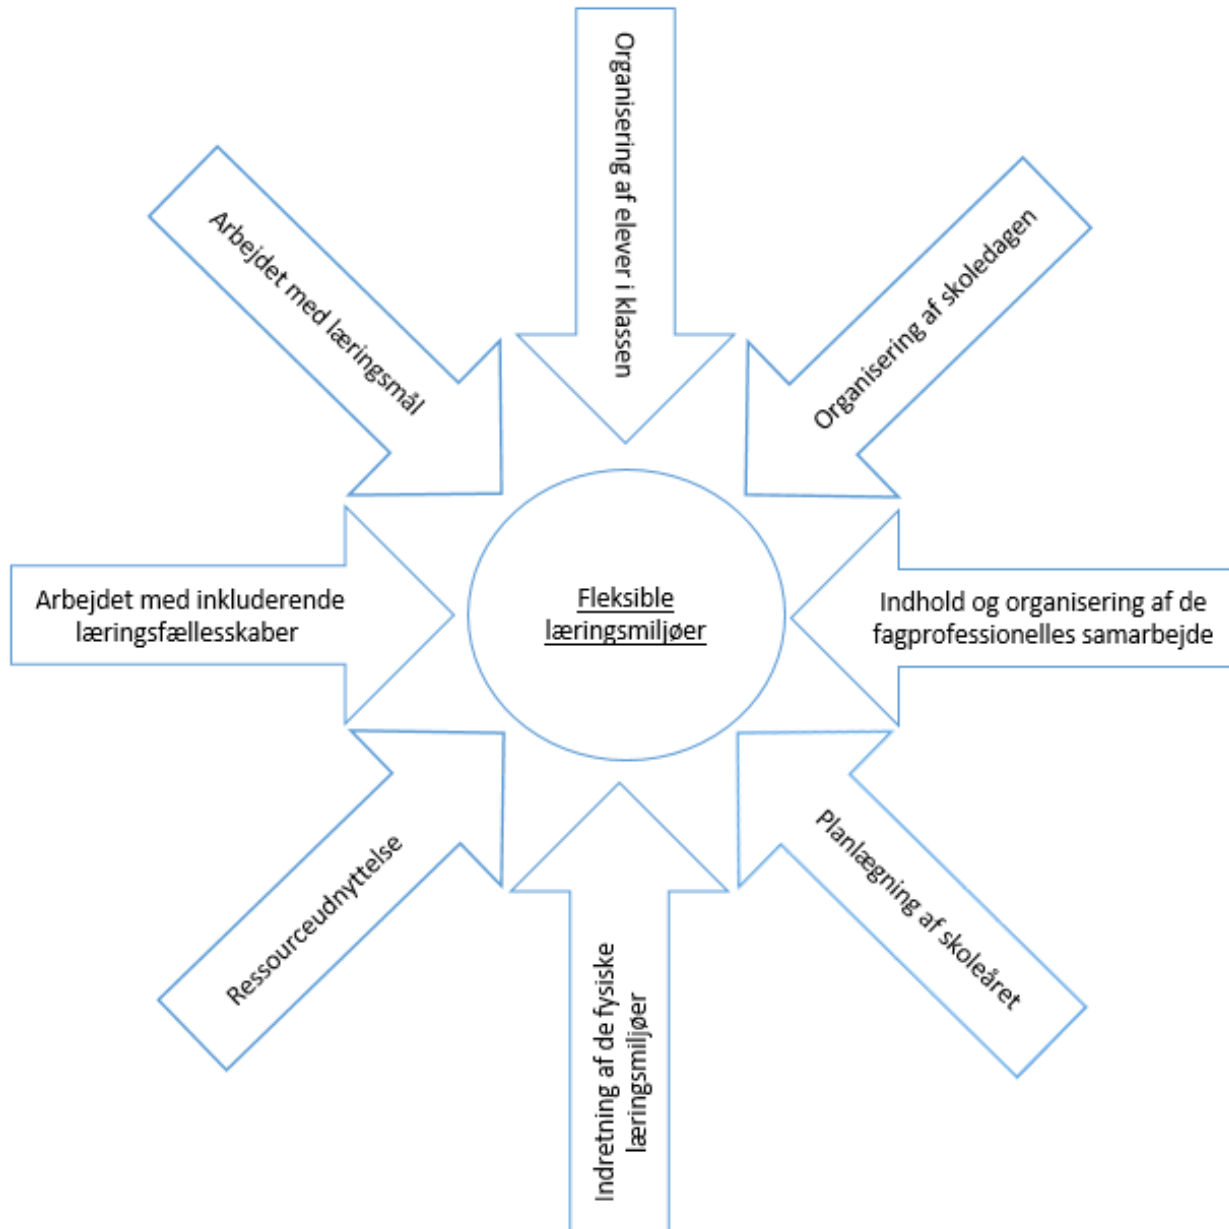 Organisering af elever i klassen
Organisering af skoledagen
Indhold og organisering af de
fagprofessionelles samarbejde
Planlægning af skoleåret
Indretning af de fysiske
læringsmiljøer
Ressourceudnyttelse
Arbejdet med inkluderende
læringsfællesskaber
Arbejdet med læringsmål
Fleksible
læringsmiljøer